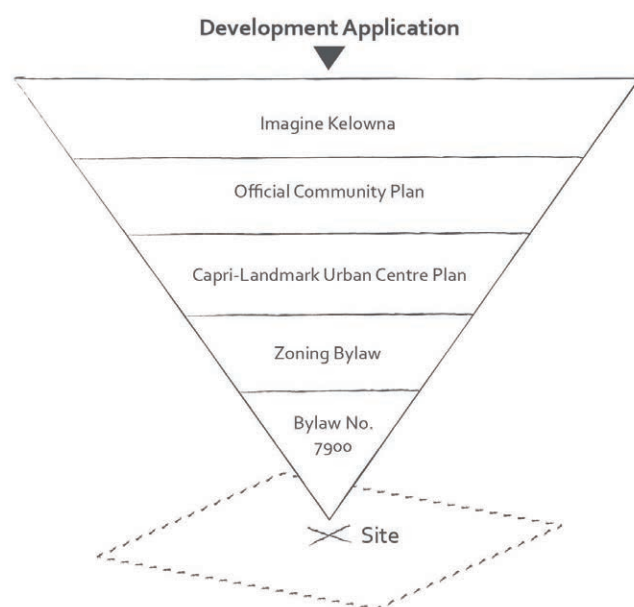 Development Application
Imagine Kelowna
Official Community Plan
Capri-Landmark Urban Centre Plan
Zoning Bylaw
Bylaw No.
7900
Site